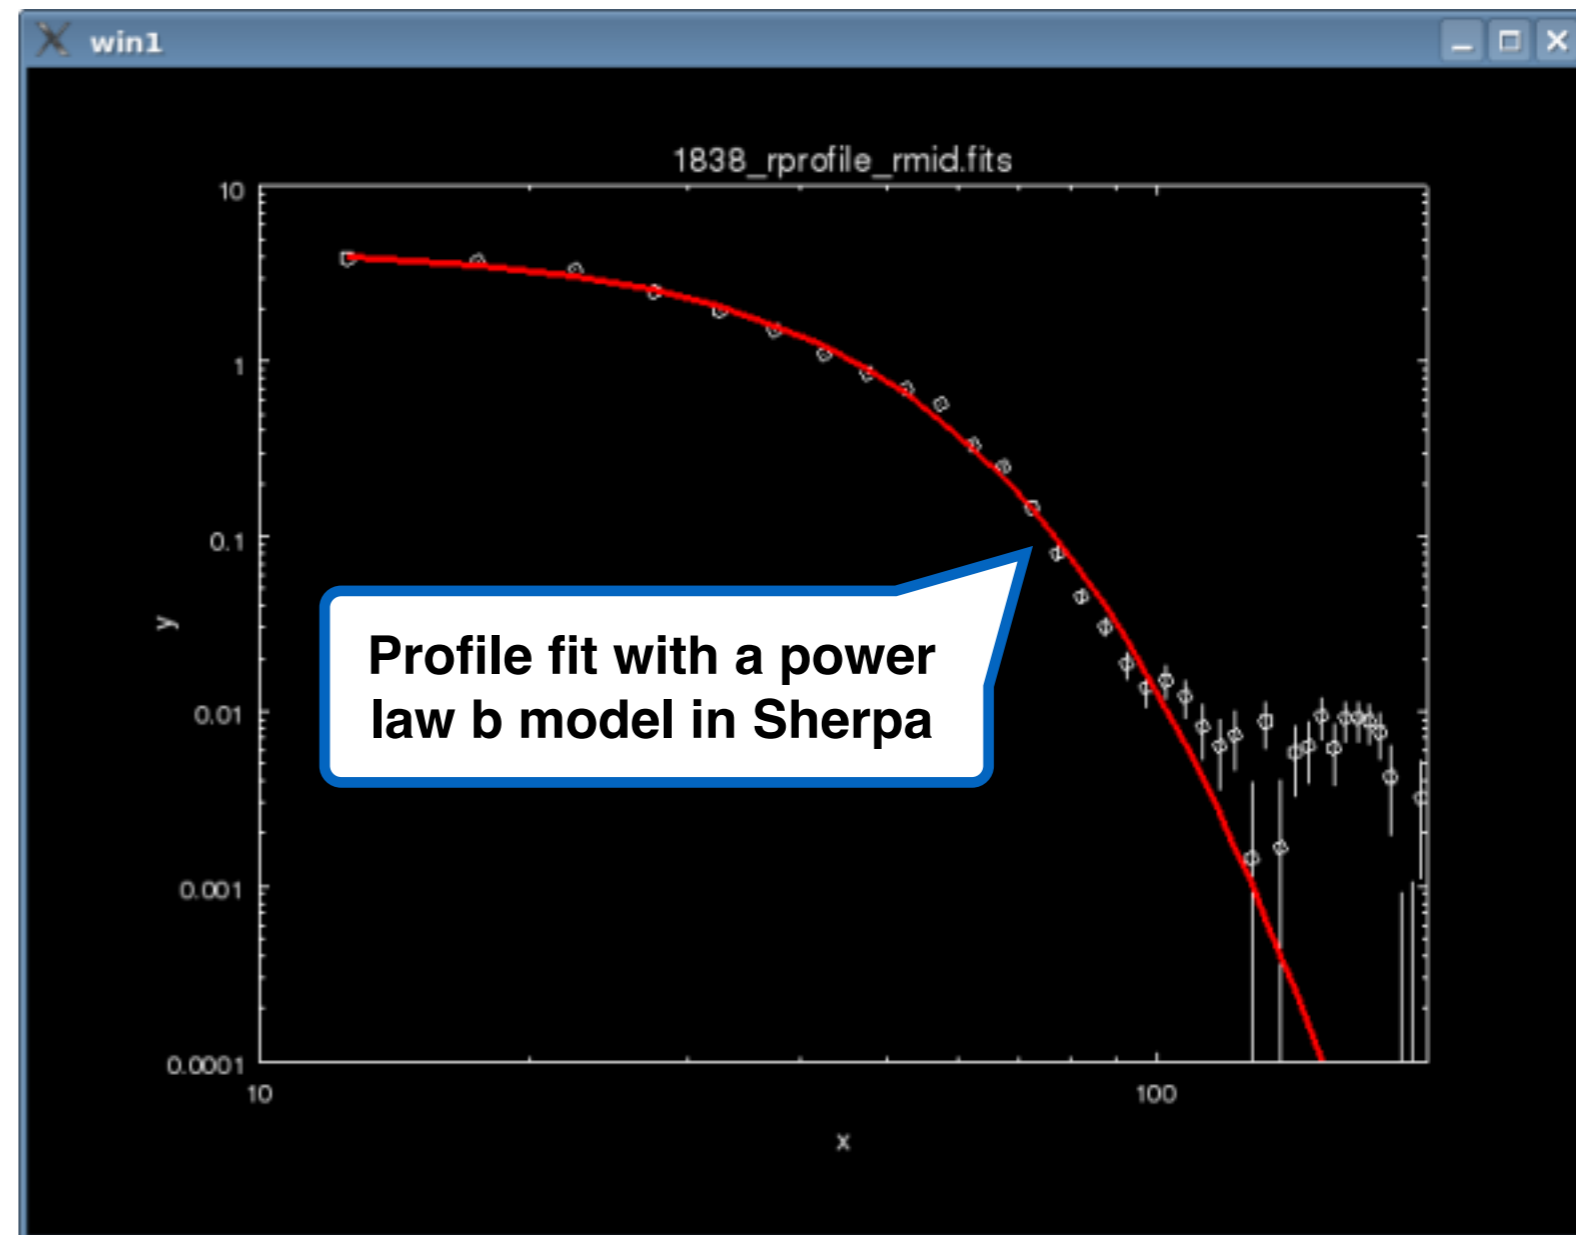 win1
1838_rprofile_rmid.fits
10
1
0.1
0.01
0.001
0.0001
y
Profile fit with a power
law b model in Sherpa
10
100
x